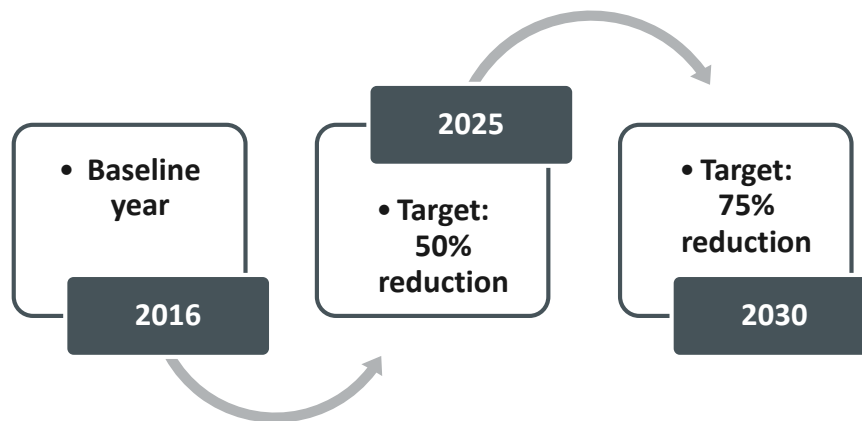 • Baseline
year
2016
2025
• Target:
50%
reduction
• Target:
75%
reduction
2030